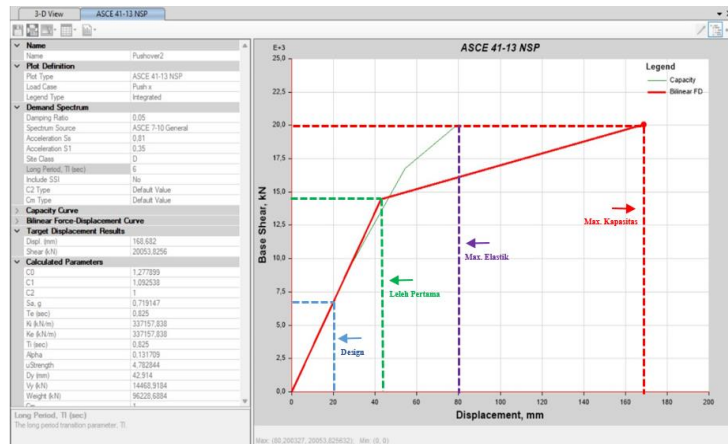 3-D View
ASCE 41-13 NSP
Name
Name Pushover2
Plot Definition
Plot Type ASCE 41-13 NSP
Load Case Push x
Legend Type Integrated
Demand Spectrum
Damping Ratio 0,05
Spectrum Source ASCE 7-10 General
Acceleration Ss 0,81
Acceleration S1 0,35
Site Class D
Long Period, Tl (sec) 6
Include SSI No
C2 Type Default Value
Cm Type Default Value
Capacity Curve
Bilinear Force-Displacement Curve
Target Displacement Results
Displ. (mm) 168,682
Shear (kN) 20053,8256
Calculated Parameters
C0 1,277899
C1 1,092538
C2 1
Sa, g 0,719147
Te (sec) 0.825
Ki (kN/m) 337157,838
Ke (kN/m) 337157,838
Ti (sec) 0.825
Alpha 0,131709
uStrength 4,782844
Dy (mm) 42,914
Vy (kN) 14468,9184
Weight (kN) 96228,6884
Cm 1
Long Period, Tl (sec)
The long period transition parameter, Tl.
ASCE 41-13 NSP
E+3
25,0
22,5
20,0
17,5
15,0
12,5
10,0
7,5
5,0
2,5
0,0
Base Shear, kN
Legend
Capacity
Bilinear FD
Max. Kapasitas
Max. Elastik
Leleh Pertama
Design
0 20 40 60 80 100 120 140 160 180 200
Displacement, mm
Max: (80.200327, 20053.825632); Min: (0, 0)